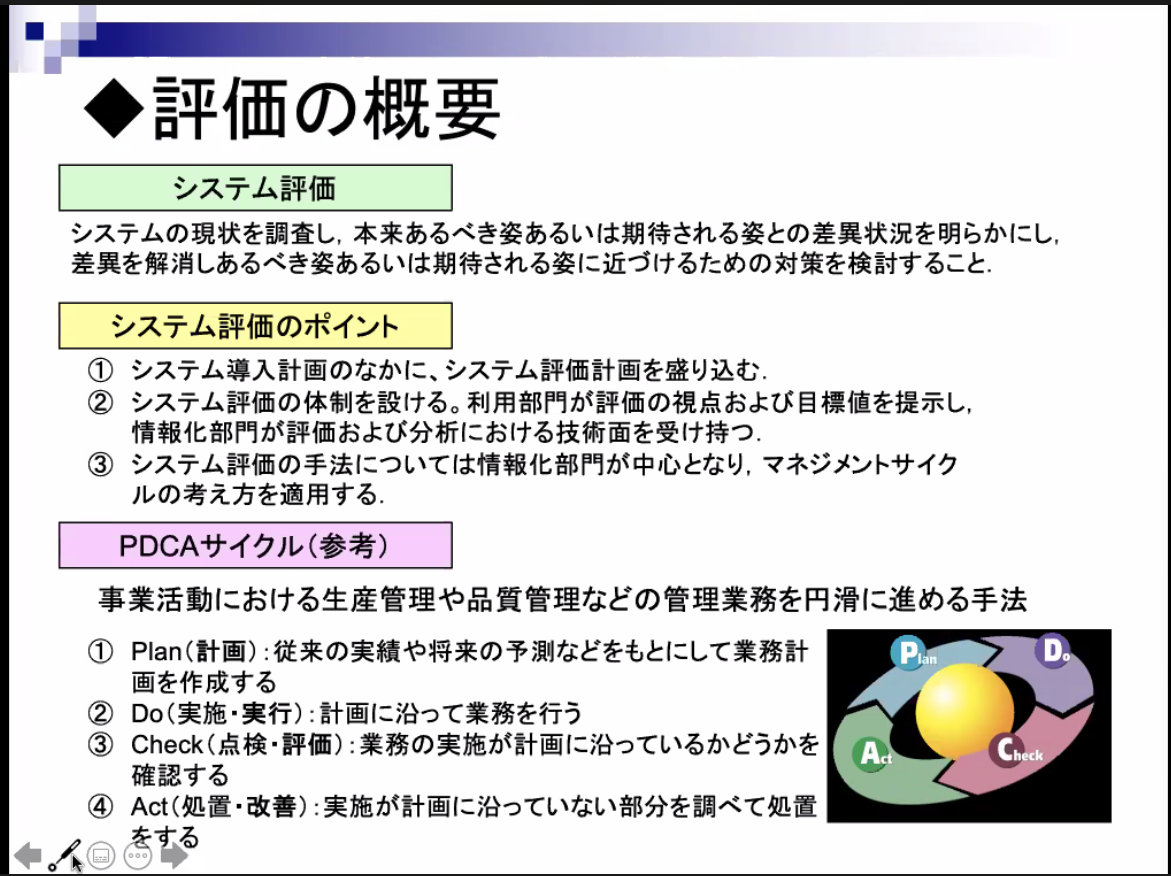 ◆評価の概要
システム評価
システムの現状を調査し,本来あるべき姿あるいは期待される姿との差異状況を明らかにし,
差異を解消しあるべき姿あるいは期待される姿に近づけるための対策を検討すること.
システム評価のポイント
① システム導入計画のなかに、システム評価計画を盛り込む.
② システム評価の体制を設ける。利用部門が評価の視点および目標値を提示し,
情報化部門が評価および分析における技術面を受け持つ.
③ システム評価の手法については情報化部門が中心となり,マネジメントサイク
ルの考え方を適用する.
PDCAサイクル(参考)
事業活動における生産管理や品質管理などの管理業務を円滑に進める手法
① Plan(計画):従来の実績や将来の予測などをもとにして業務計
画を作成する
② Do(実施・実行):計画に沿って業務を行う
③ Check(点検・評価):業務の実施が計画に沿っているかどうかを
確認する
④ Act(処置・改善):実施が計画に沿っていない部分を調べて処置
をする
Plan
Do
Check
Act